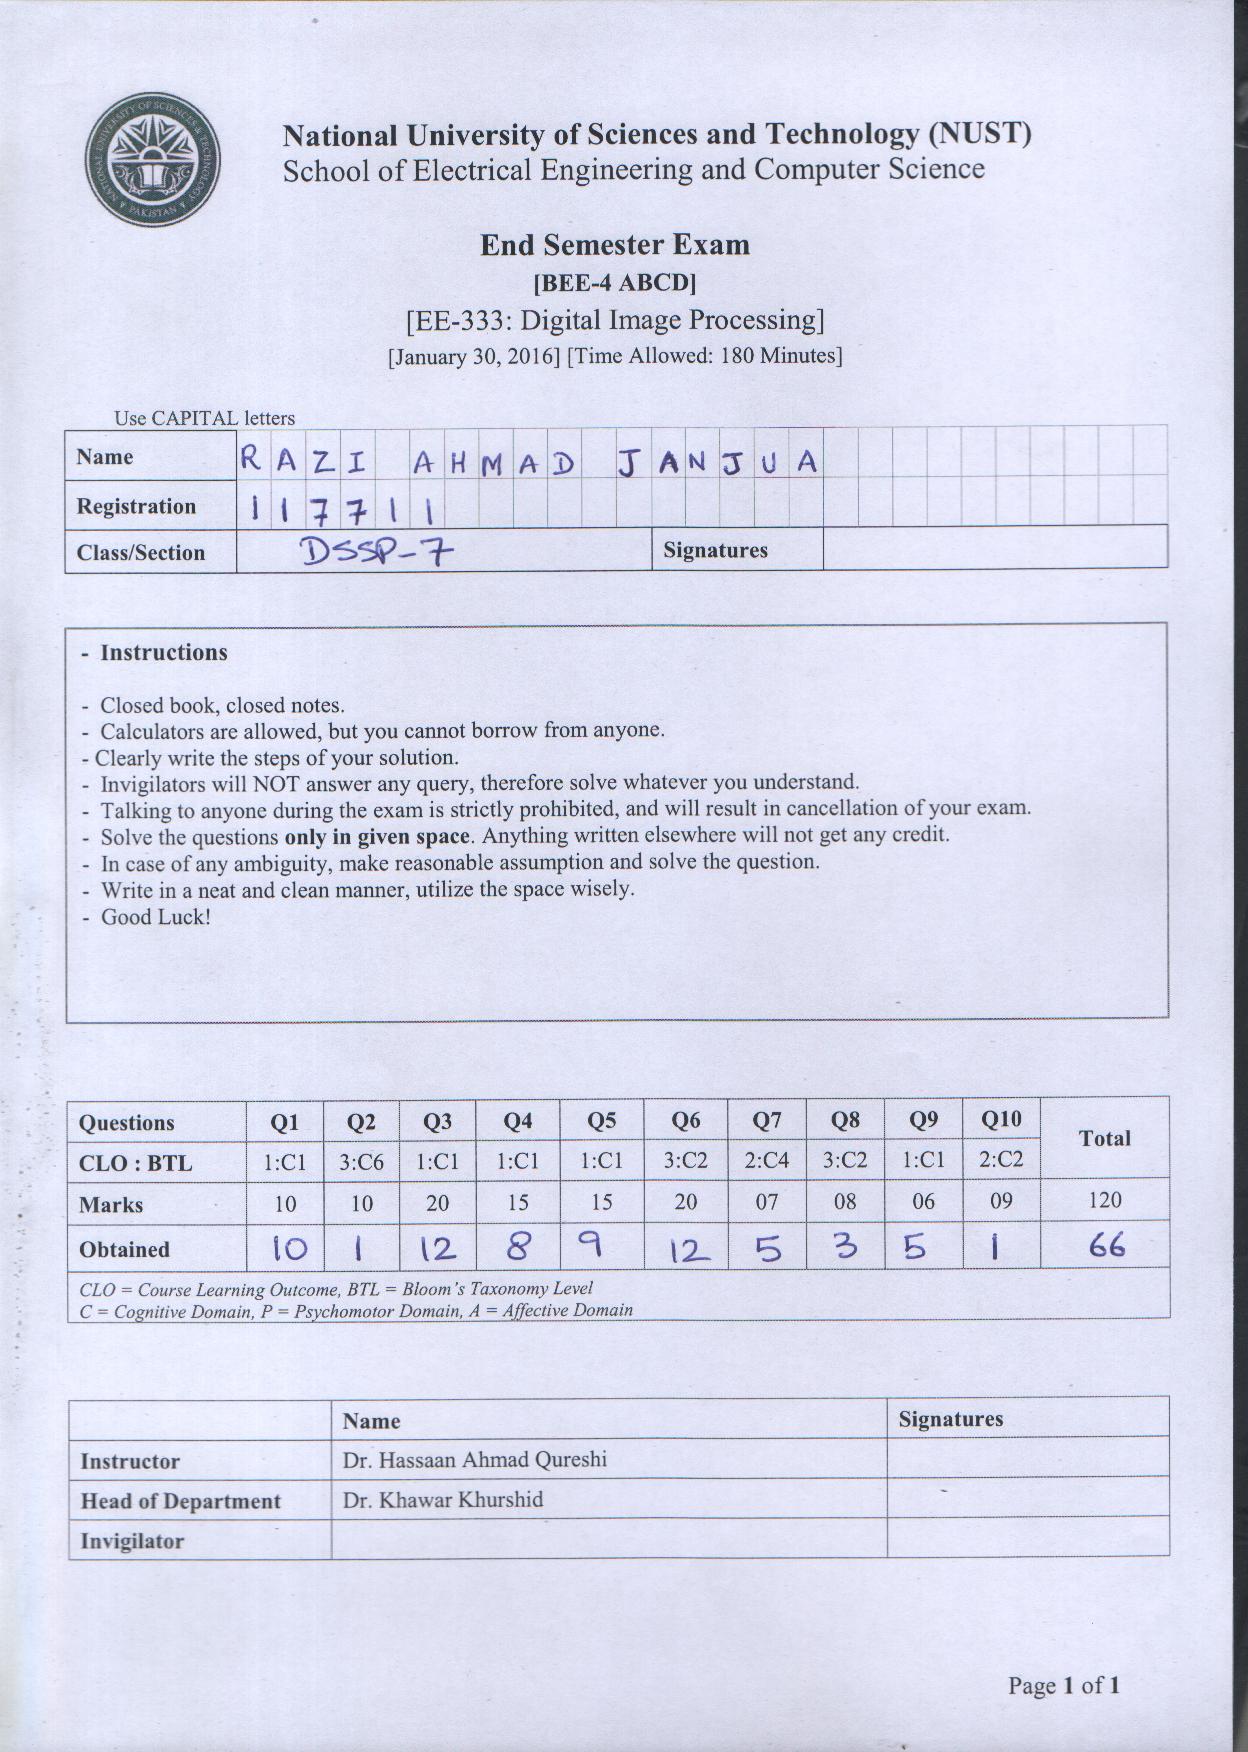 NATIONAL UNIVERSITY OF SCIENCES & TECHNOLOGY
PAKISTAN
National University of Sciences and Technology (NUST)
School of Electrical Engineering and Computer Science
End Semester Exam
[BEE-4 ABCD]
[EE-333: Digital Image Processing]
[January 30, 2016] [Time Allowed: 180 Minutes]
Use CAPITAL letters
Name RAZI AHMAD JANJUA
Registration 117711
Class/Section DSSP-7 Signatures
- Instructions
- Closed book, closed notes.
- Calculators are allowed, but you cannot borrow from anyone.
- Clearly write the steps of your solution.
- Invigilators will NOT answer any query, therefore solve whatever you understand.
- Talking to anyone during the exam is strictly prohibited, and will result in cancellation of your exam.
- Solve the questions only in given space. Anything written elsewhere will not get any credit.
- In case of any ambiguity, make reasonable assumption and solve the question.
- Write in a neat and clean manner, utilize the space wisely.
- Good Luck!
Questions Q1 Q2 Q3 Q4 Q5 Q6 Q7 Q8 Q9 Q10 Total
CLO : BTL 1:C1 3:C6 1:C1 1:C1 1:C1 3:C2 2:C4 3:C2 1:C1 2:C2
Marks 10 10 20 15 15 20 07 08 06 09 120
Obtained 10 1 12 8 9 12 5 3 5 1 66
CLO = Course Learning Outcome, BTL = Bloom's Taxonomy Level
C = Cognitive Domain, P = Psychomotor Domain, A = Affective Domain
Name Signatures
Instructor Dr. Hassaan Ahmad Qureshi
Head of Department Dr. Khawar Khurshid
Invigilator
Page 1 of 1